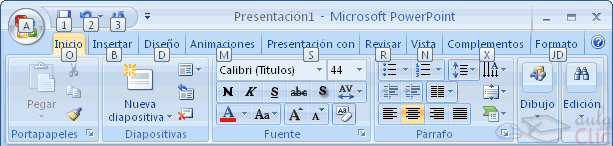 Presentación1 - Microsoft PowerPoint
A 1 2 3
Inicio Insertar Diseño Animaciones Presentación con Revisar Vista Complementos Formato
O B D M S R N X JD
Pegar
Nueva diapositiva
Calibri (Títulos) 44
N K S abc S AV
A Aa A A
Dibujo Edición
Portapapeles Diapositivas Fuente Párrafo
aula
Clic